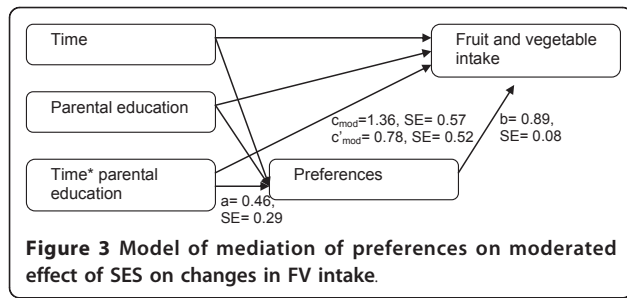 Time
Fruit and vegetable
intake
Parental education
c_mod=1.36, SE= 0.57
c'_mod= 0.78, SE= 0.52
b= 0.89,
SE= 0.08
Time* parental
education
Preferences
a= 0.46,
SE= 0.29
Figure 3 Model of mediation of preferences on moderated
effect of SES on changes in FV intake.